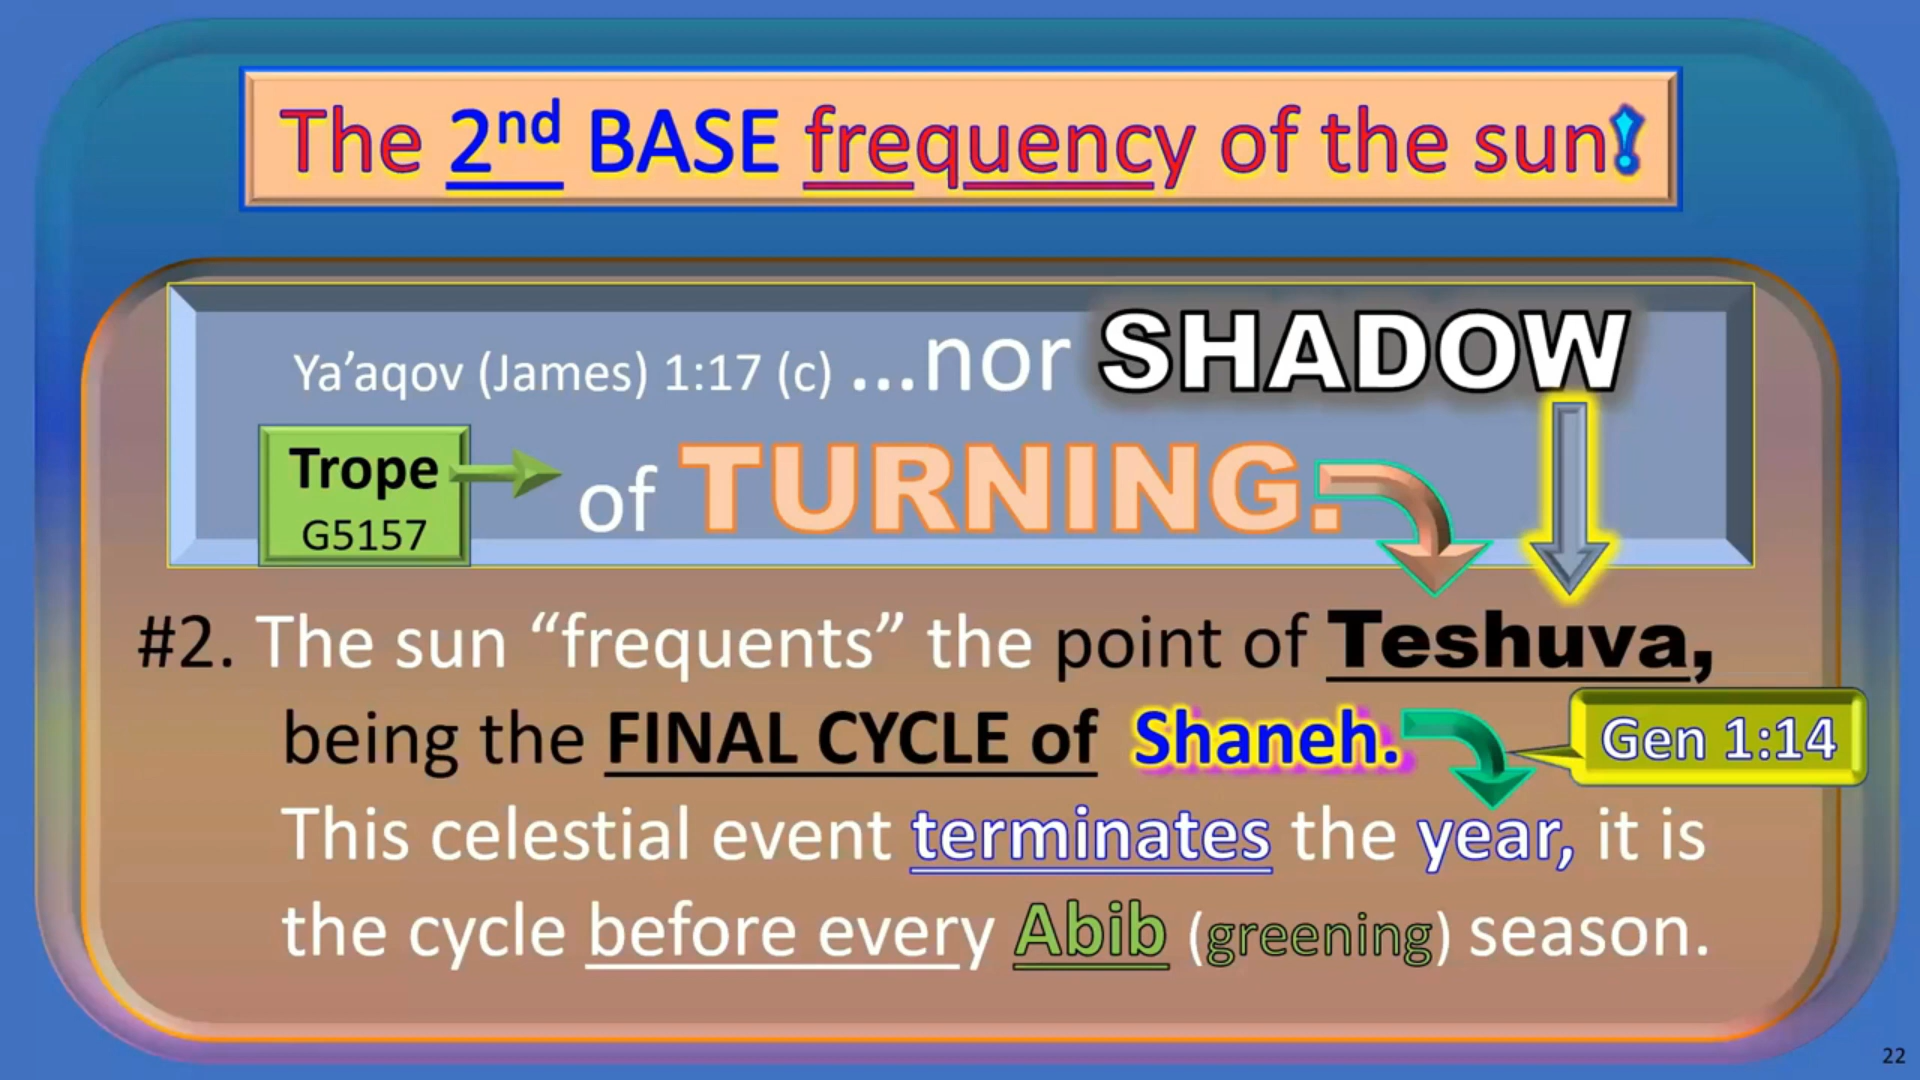 The 2nd BASE frequency of the sun!
Ya’aqov (James) 1:17 (c) ...nor SHADOW
Trope
G5157
of TURNING.
#2. The sun “frequents” the point of Teshuva,
being the FINAL CYCLE of Shaneh.
Gen 1:14
This celestial event terminates the year, it is
the cycle before every Abib (greening) season.
22